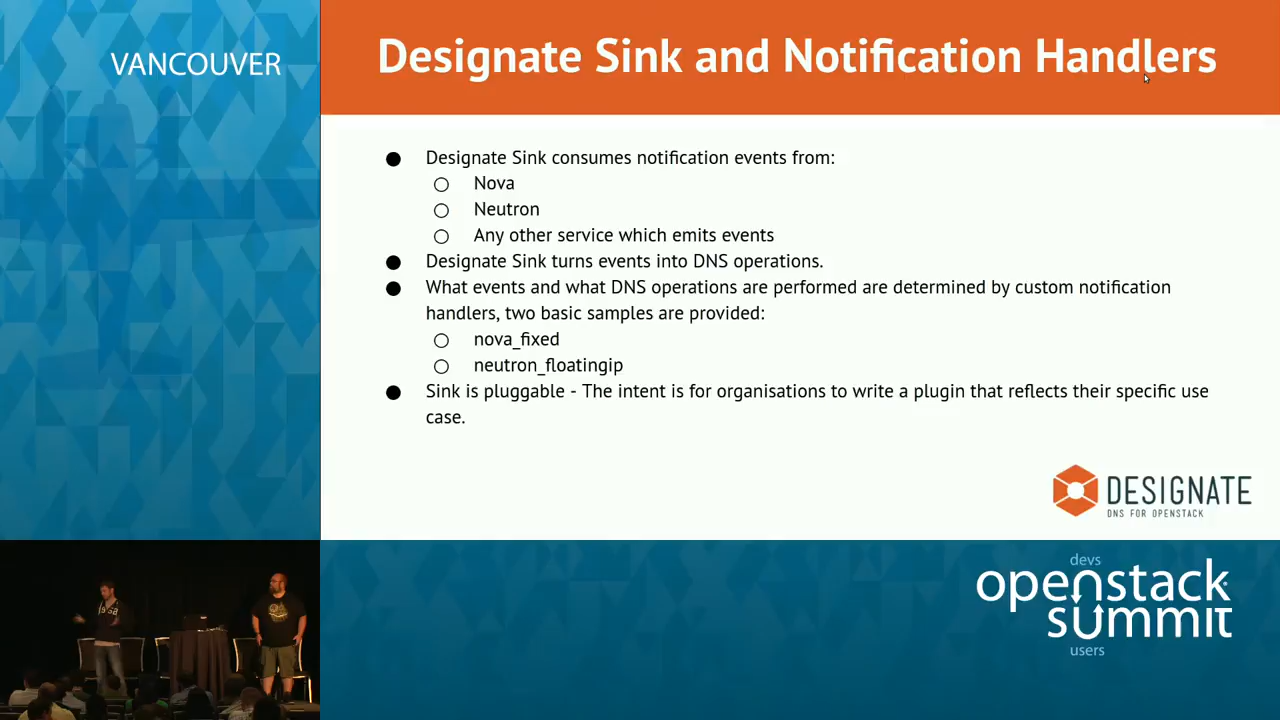 VANCOUVER
Designate Sink and Notification Handlers
● Designate Sink consumes notification events from:
○ Nova
○ Neutron
○ Any other service which emits events
● Designate Sink turns events into DNS operations.
● What events and what DNS operations are performed are determined by custom notification
handlers, two basic samples are provided:
○ nova_fixed
○ neutron_floatingip
● Sink is pluggable - The intent is for organisations to write a plugin that reflects their specific use
case.
DESIGNATE
DNS FOR OPENSTACK
devs
openstack
summit
users